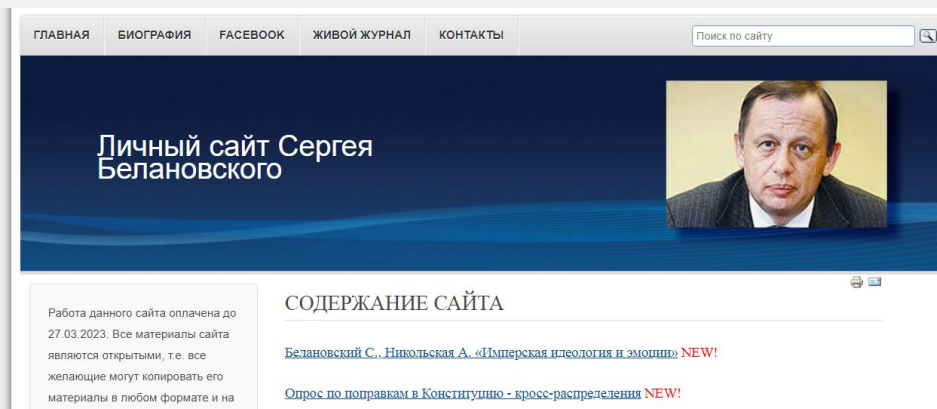 ГЛАВНАЯ БИОГРАФИЯ FACEBOOK ЖИВОЙ ЖУРНАЛ КОНТАКТЫ Поиск по сайту
Личный сайт Сергея
Белановского
Работа данного сайта оплачена до
27.03.2023. Все материалы сайта
являются открытыми, т.е. все
желающие могут копировать его
материалы в любом формате и на
СОДЕРЖАНИЕ САЙТА
Белановский С., Никольская А. «Имперская идеология и эмоции» NEW!
Опрос по поправкам в Конституцию - кросс-распределения NEW!